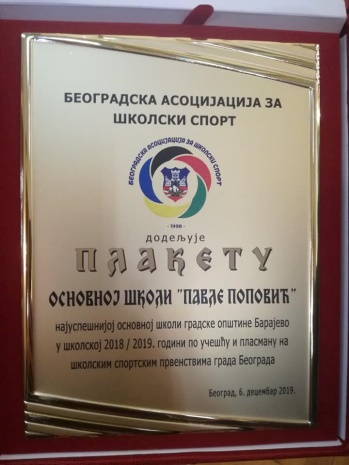 БЕОГРАДСКА АСОЦИЈАЦИЈА ЗА
ШКОЛСКИ СПОРТ
БЕОГРАДСКА АСОЦИЈАЦИЈА ЗА ШКОЛСКИ СПОРТ
- 1998 -
додељује
ПЛАКЕТУ
ОСНОВНОЈ ШКОЛИ "ПАВЛЕ ПОПОВИЋ"
најуспешнијој основној школи градске општине Барајево
у школској 2018 / 2019. години по учешћу и пласману на
школским спортским првенствима града Београда
Београд, 6. децембар 2019.